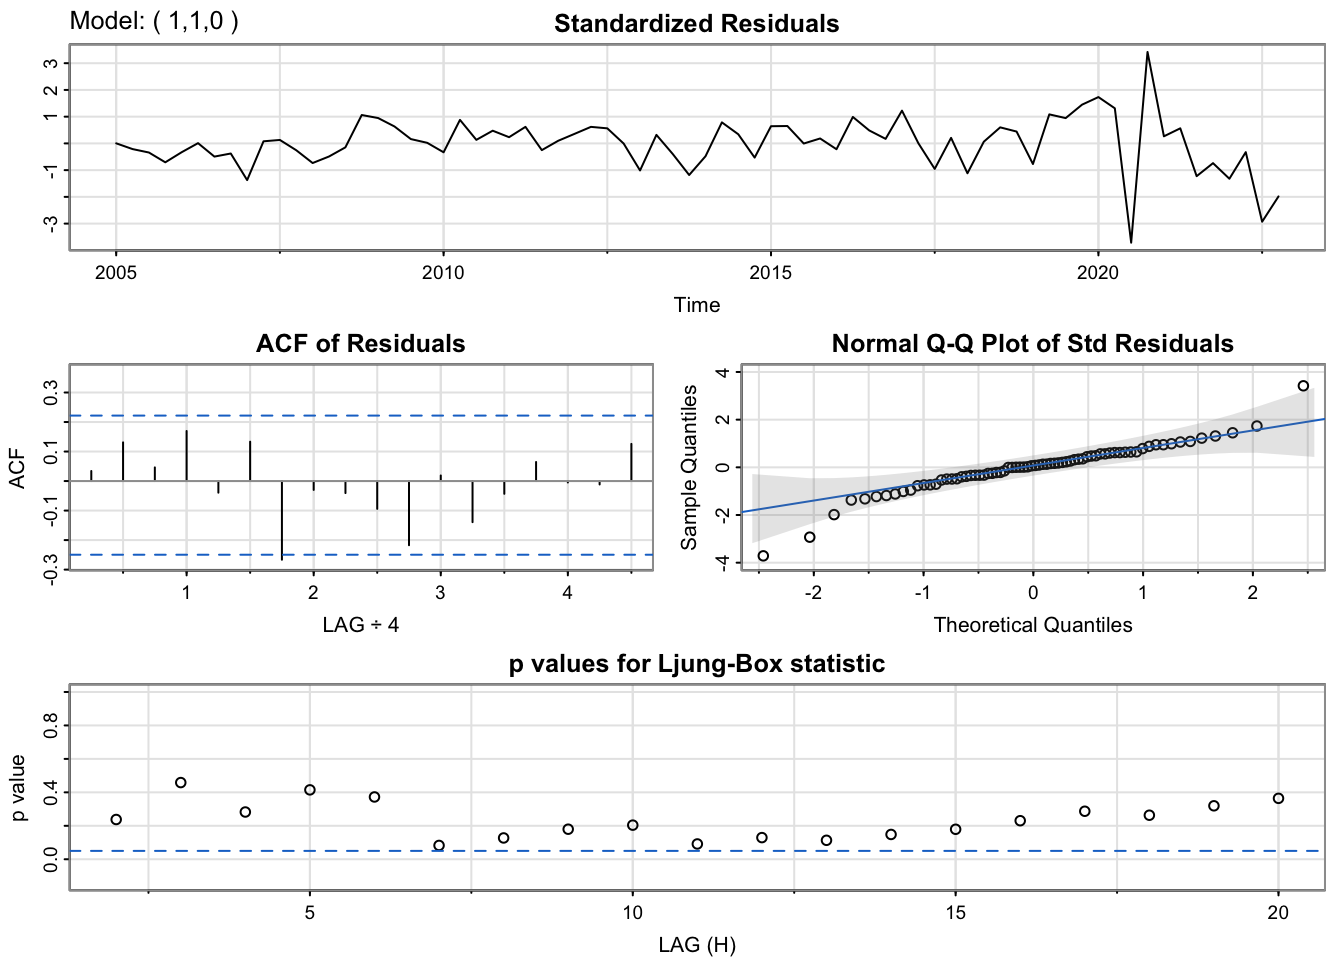 Model: ( 1,1,0 )
Standardized Residuals
3
2
1
-1
-3
2005 2010 2015 2020
Time
ACF of Residuals
ACF
0.3
0.1
-0.1
-0.3
1 2 3 4
LAG ÷ 4
Normal Q-Q Plot of Std Residuals
Sample Quantiles
4
2
0
-2
-4
-2 -1 0 1 2
Theoretical Quantiles
p values for Ljung-Box statistic
p value
0.8
0.4
0.0
5 10 15 20
LAG (H)